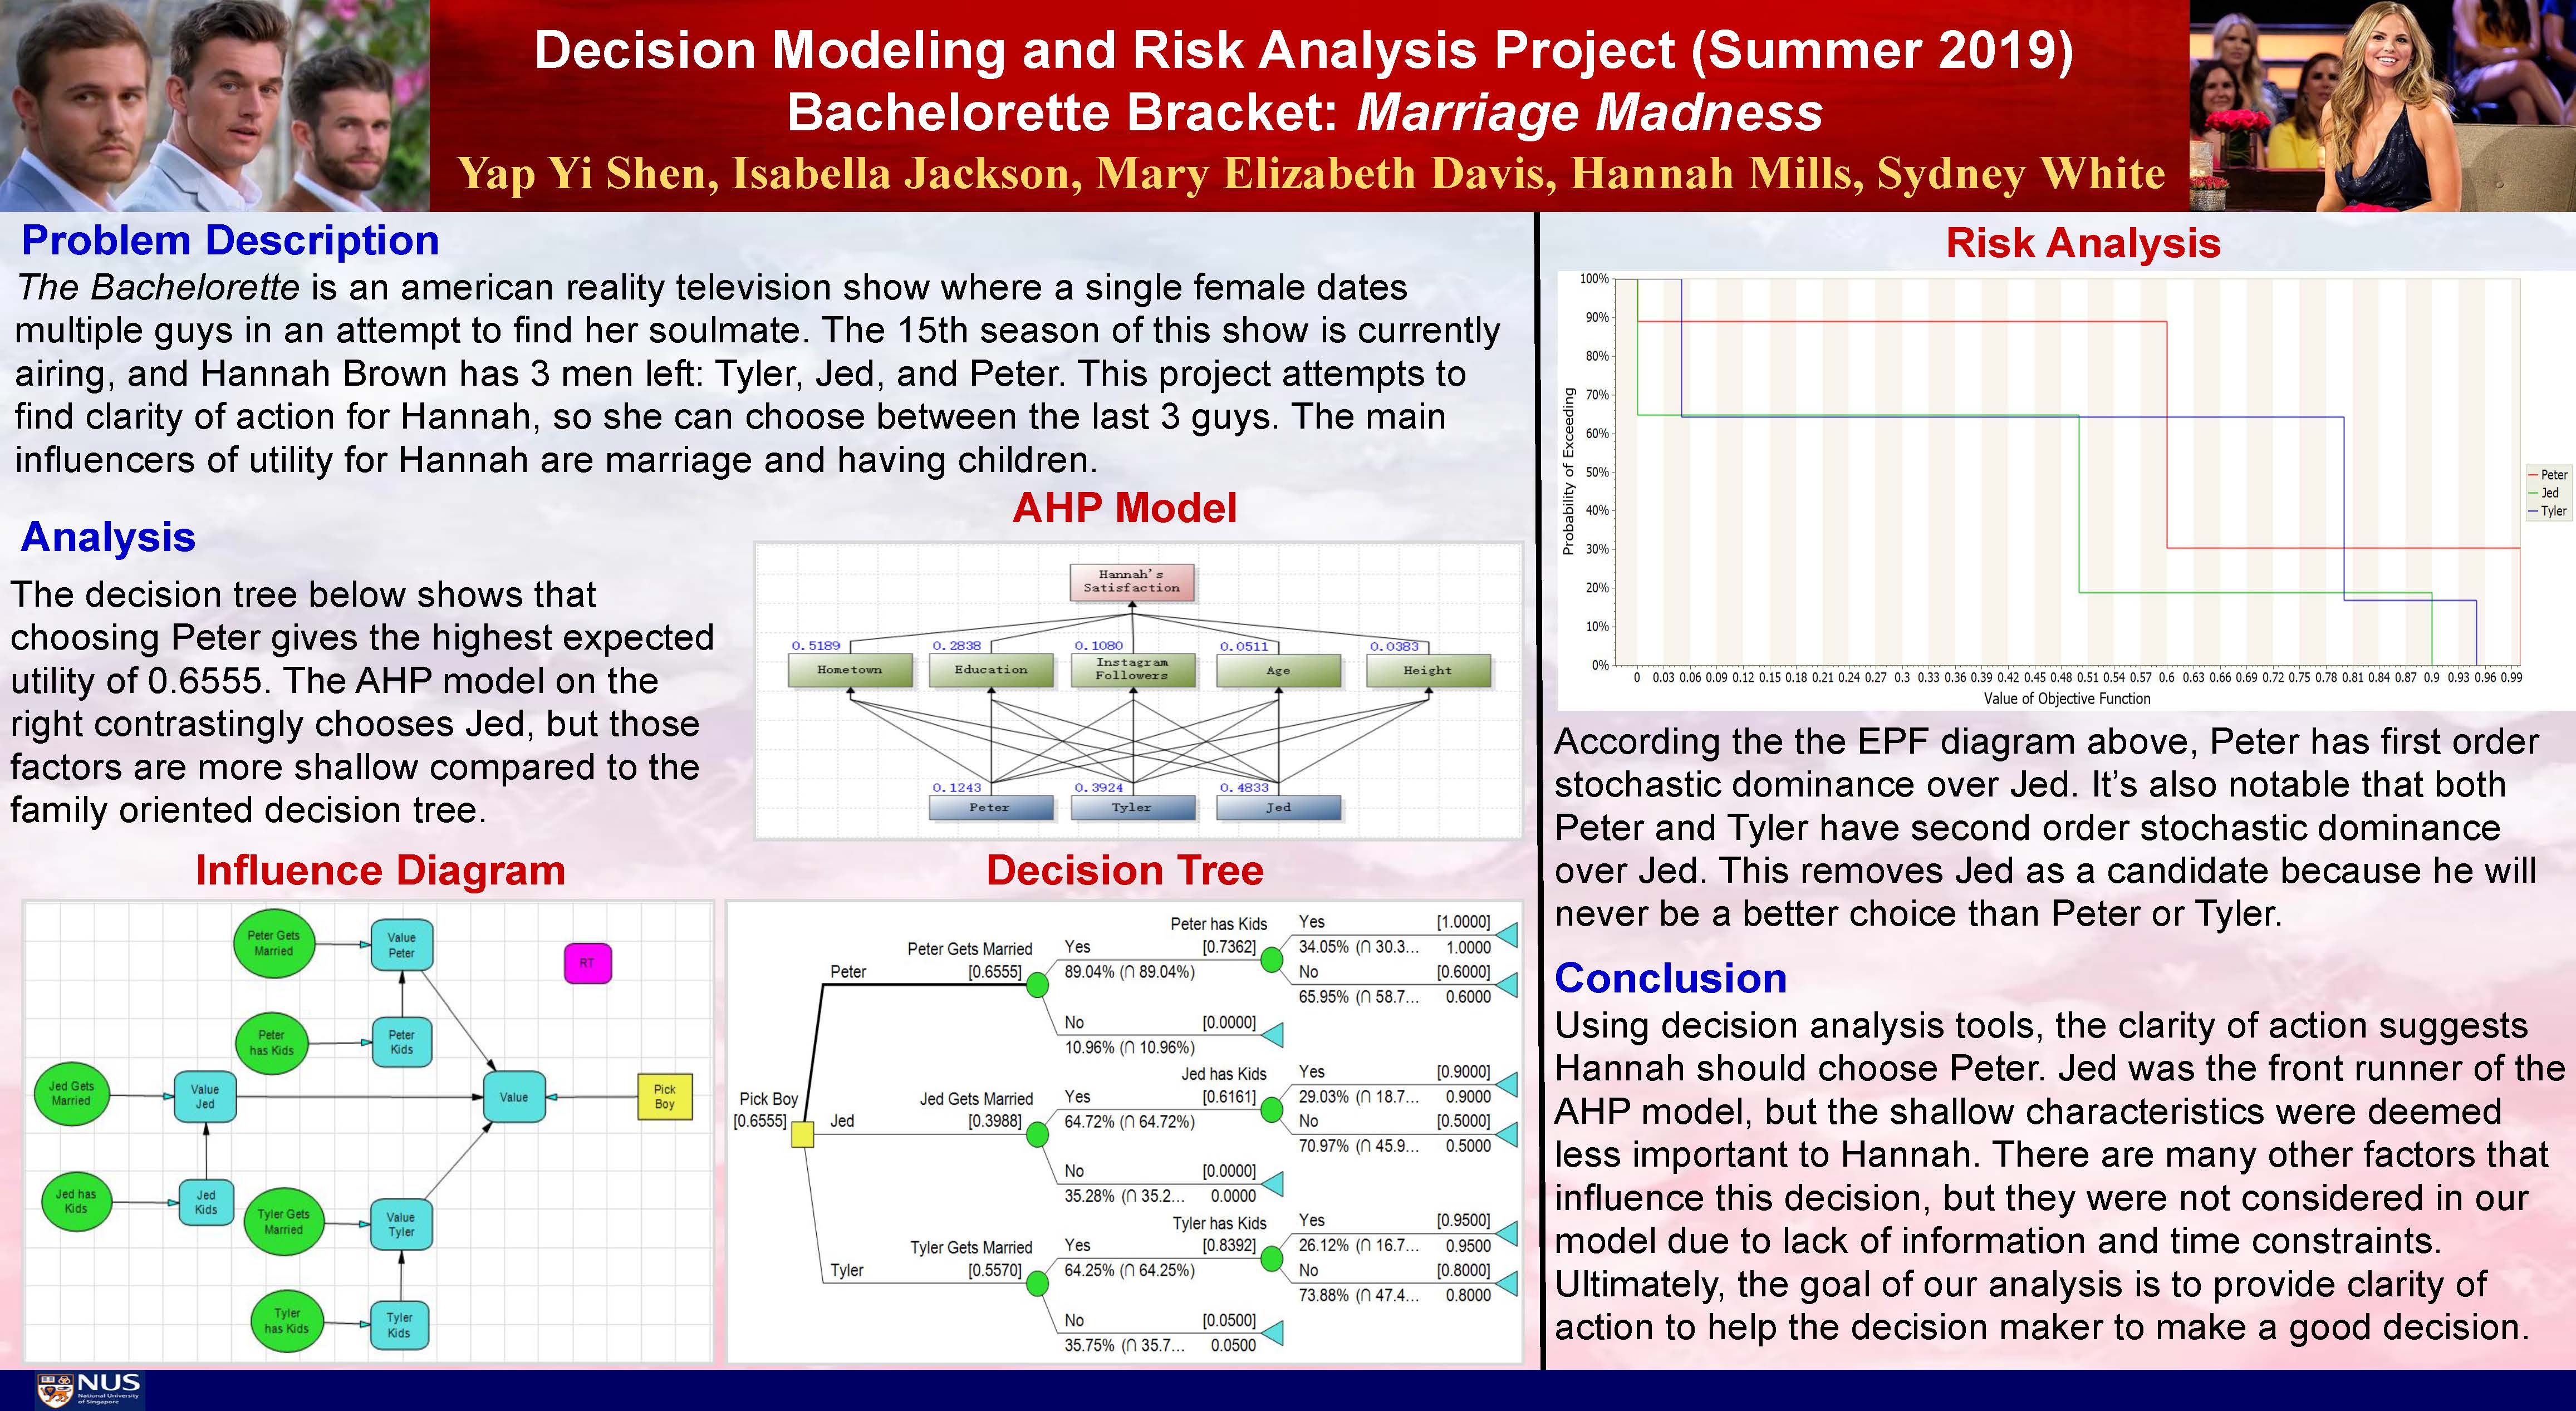 Decision Modeling and Risk Analysis Project (Summer 2019)
Bachelorette Bracket: Marriage Madness
Yap Yi Shen, Isabella Jackson, Mary Elizabeth Davis, Hannah Mills, Sydney White
Problem Description
The Bachelorette is an american reality television show where a single female dates
multiple guys in an attempt to find her soulmate. The 15th season of this show is currently
airing, and Hannah Brown has 3 men left: Tyler, Jed, and Peter. This project attempts to
find clarity of action for Hannah, so she can choose between the last 3 guys. The main
influencers of utility for Hannah are marriage and having children.
Analysis
The decision tree below shows that
choosing Peter gives the highest expected
utility of 0.6555. The AHP model on the
right contrastingly chooses Jed, but those
factors are more shallow compared to the
family oriented decision tree.
AHP Model
Hannah's
Satisfaction
0.5189 0.2838 0.1080 0.0511 0.0383
Hometown Education Instagram Followers Age Height
0.1243 0.3924 0.4833
Peter Tyler Jed
Influence Diagram
Peter Gets
Married
Value
Peter
RT
Peter
has Kids
Peter
Kids
Jed Gets
Married
Value
Jed
Value
Pick
Boy
Jed has
Kids
Jed
Kids
Tyler Gets
Married
Value
Tyler
Tyler
has Kids
Tyler
Kids
Decision Tree
Pick Boy
[0.6555]
Peter
Peter Gets Married
[0.6555]
Yes
89.04% (∩ 89.04%)
Peter has Kids
[0.7362]
Yes [1.0000]
34.05% (∩ 30.3... 1.0000
No [0.6000]
65.95% (∩ 58.7... 0.6000
No [0.0000]
10.96% (∩ 10.96%)
Jed
Jed Gets Married
[0.3988]
Yes
64.72% (∩ 64.72%)
Jed has Kids
[0.6161]
Yes [0.9000]
29.03% (∩ 18.7... 0.9000
No [0.5000]
70.97% (∩ 45.9... 0.5000
No [0.0000]
35.28% (∩ 35.2... 0.0000
Tyler
Tyler Gets Married
[0.5570]
Yes
64.25% (∩ 64.25%)
Tyler has Kids
[0.8392]
Yes [0.9500]
26.12% (∩ 16.7... 0.9500
No [0.8000]
73.88% (∩ 47.4... 0.8000
No [0.0500]
35.75% (∩ 35.7... 0.0500
Risk Analysis
Probability of Exceeding
100%
90%
80%
70%
60%
50%
40%
30%
20%
10%
0%
0 0.03 0.06 0.09 0.12 0.15 0.18 0.21 0.24 0.27 0.3 0.33 0.36 0.39 0.42 0.45 0.48 0.51 0.54 0.57 0.6 0.63 0.66 0.69 0.72 0.75 0.78 0.81 0.84 0.87 0.9 0.93 0.96 0.99
Value of Objective Function
Peter
Jed
Tyler
According the the EPF diagram above, Peter has first order
stochastic dominance over Jed. It’s also notable that both
Peter and Tyler have second order stochastic dominance
over Jed. This removes Jed as a candidate because he will
never be a better choice than Peter or Tyler.
Conclusion
Using decision analysis tools, the clarity of action suggests
Hannah should choose Peter. Jed was the front runner of the
AHP model, but the shallow characteristics were deemed
less important to Hannah. There are many other factors that
influence this decision, but they were not considered in our
model due to lack of information and time constraints.
Ultimately, the goal of our analysis is to provide clarity of
action to help the decision maker to make a good decision.
NUS
National University
of Singapore